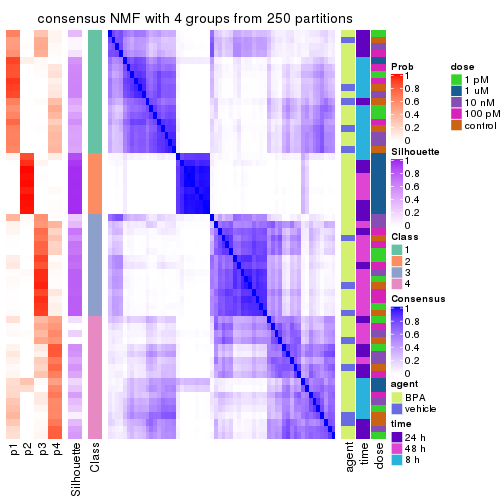 consensus NMF with 4 groups from 250 partitions
p1
p2
p3
p4
Silhouette
Class
agent
time
dose
Prob
1
0.8
0.6
0.4
0.2
0
Silhouette
1
0.8
0.6
0.4
0.2
0
Class
1
2
3
4
Consensus
1
0.8
0.6
0.4
0.2
0
agent
BPA
vehicle
time
24 h
48 h
8 h
dose
1 pM
1 uM
10 nM
100 pM
control